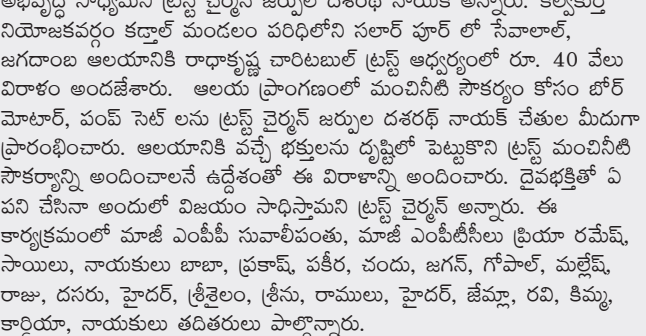 అభివృద్ధి సాధ్యమని ట్రస్ట్ చైర్మన్ జర్పుల దశరథ్ నాయక్ అన్నారు. కల్వకుర్తి
నియోజకవర్గం కడ్తాల్ మండలం పరిధిలోని సలార్ పూర్ లో సేవాలాల్,
జగదాంబ ఆలయానికి రాధాకృష్ణ చారిటబుల్ ట్రస్ట్ ఆధ్వర్యంలో రూ. 40 వేలు
విరాళం అందజేశారు. ఆలయ ప్రాంగణంలో మంచినీటి సౌకర్యం కోసం బోర్
మోటార్, పంప్ సెట్ లను ట్రస్ట్ చైర్మన్ జర్పుల దశరథ్ నాయక్ చేతుల మీదుగా
ప్రారంభించారు. ఆలయానికి వచ్చే భక్తులను దృష్టిలో పెట్టుకొని ట్రస్ట్ మంచినీటి
సౌకర్యాన్ని అందించాలనే ఉద్దేశంతో ఈ విరాళాన్ని అందించారు. దైవభక్తితో ఏ
పని చేసినా అందులో విజయం సాధిస్తామని ట్రస్ట్ చైర్మన్ అన్నారు. ఈ
కార్యక్రమంలో మాజీ ఎంపీపీ సువాలీపంతు, మాజీ ఎంపీటీసీలు ప్రియా రమేష్,
సాయిలు, నాయకులు బాబా, ప్రకాష్, పకీర, చందు, జగన్, గోపాల్, మల్లేష్,
రాజు, దసరు, హైదర్, శ్రీశైలం, శ్రీను, రాములు, హైదర్, జేమ్లా, రవి, కిమ్మ,
కార్తియా, నాయకులు తదితరులు పాల్గొన్నారు.